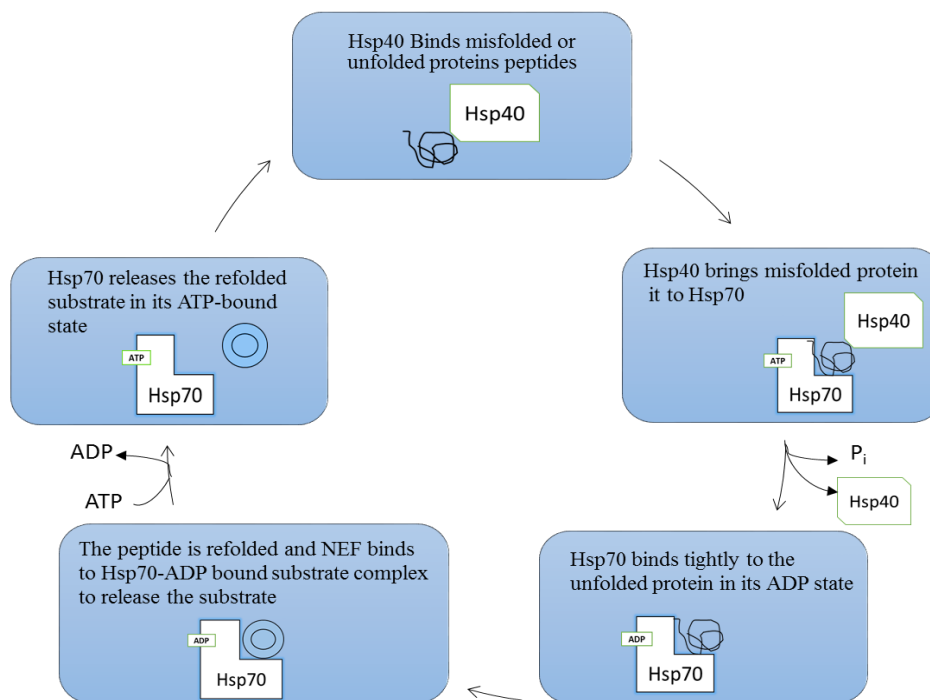 Hsp40 Binds misfolded or
unfolded proteins peptides
Hsp40
Hsp40 brings misfolded protein
it to Hsp70
Hsp40
ATP
Hsp70
Pi
Hsp40
Hsp70 binds tightly to the
unfolded protein in its ADP state
ADP
Hsp70
The peptide is refolded and NEF binds
to Hsp70-ADP bound substrate complex
to release the substrate
ADP
Hsp70
ADP
ATP
Hsp70 releases the refolded
substrate in its ATP-bound
state
ATP
Hsp70